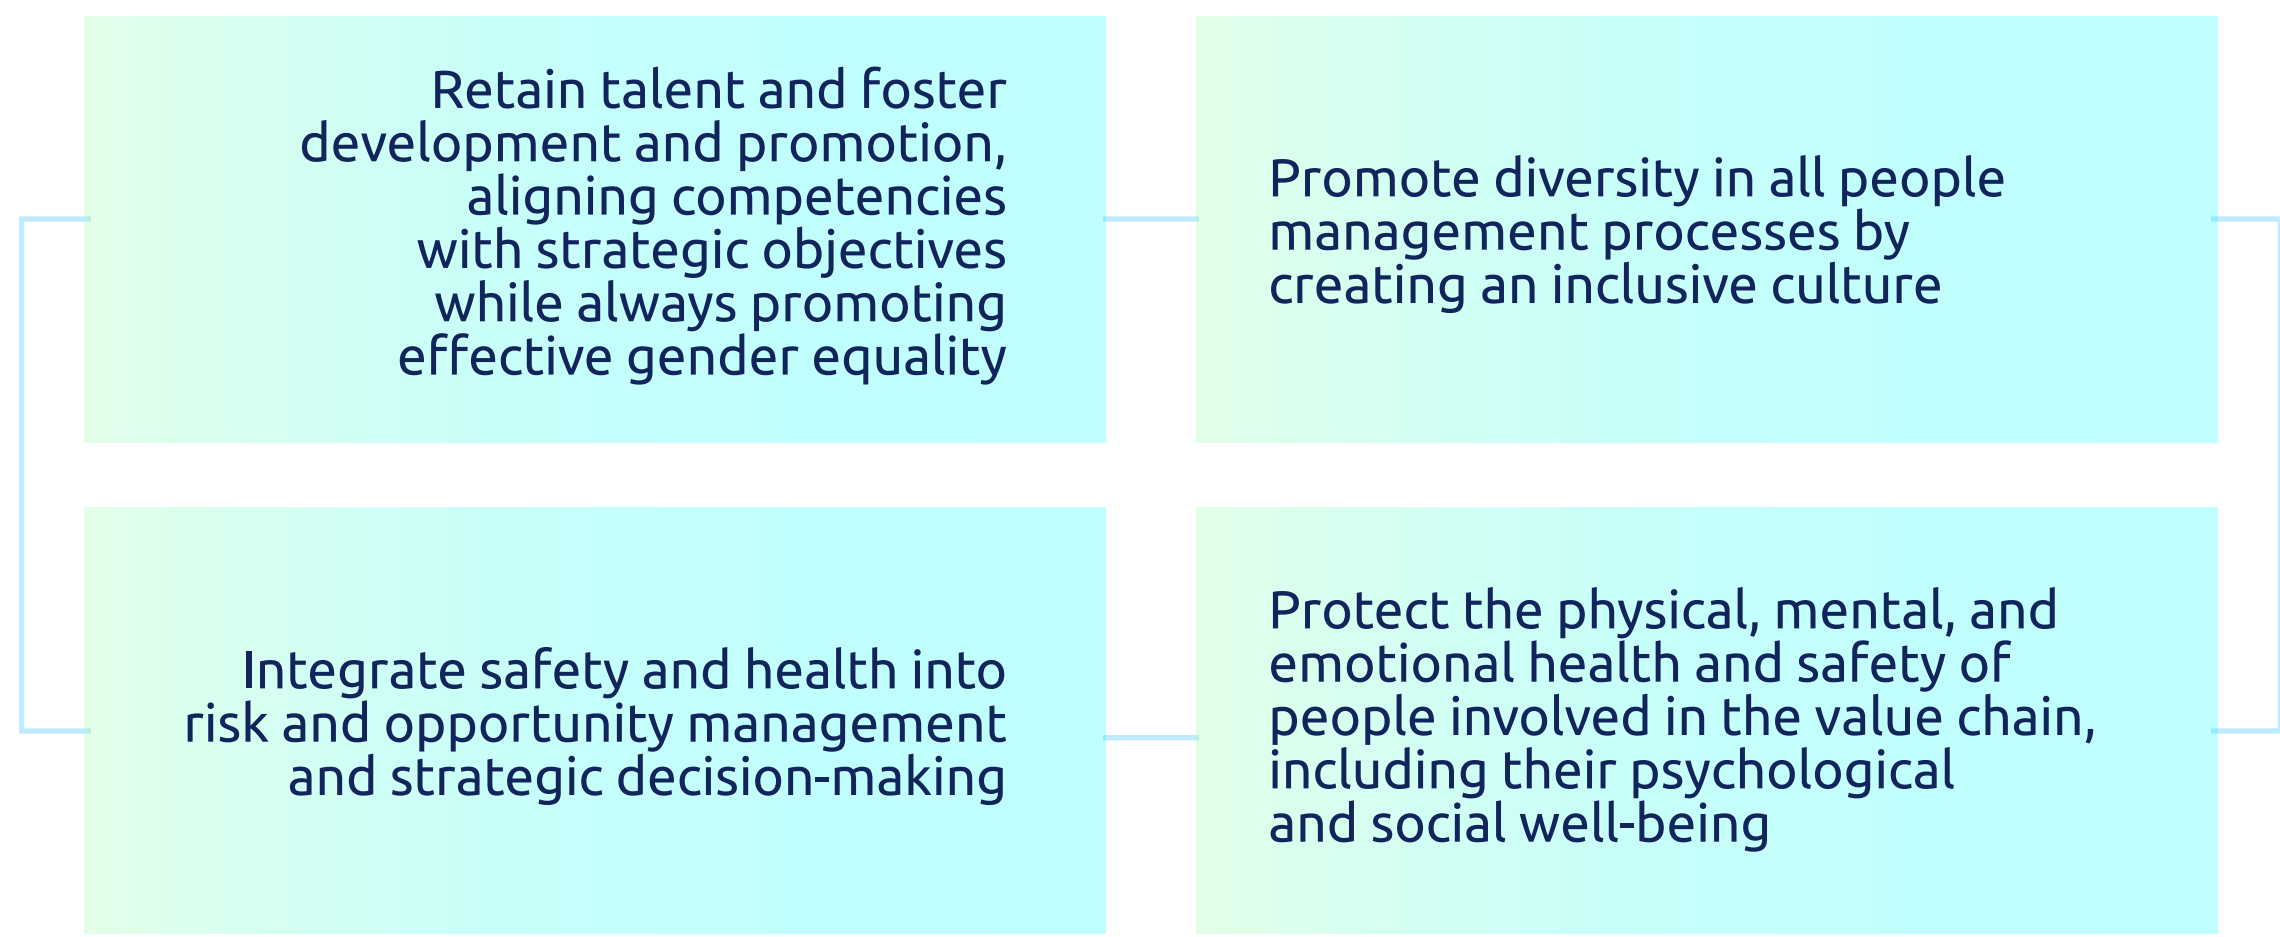 Retain talent and foster
development and promotion,
aligning competencies
with strategic objectives
while always promoting
effective gender equality
Promote diversity in all people
management processes by
creating an inclusive culture
Integrate safety and health into
risk and opportunity management
and strategic decision-making
Protect the physical, mental, and
emotional health and safety of
people involved in the value chain,
including their psychological
and social well-being